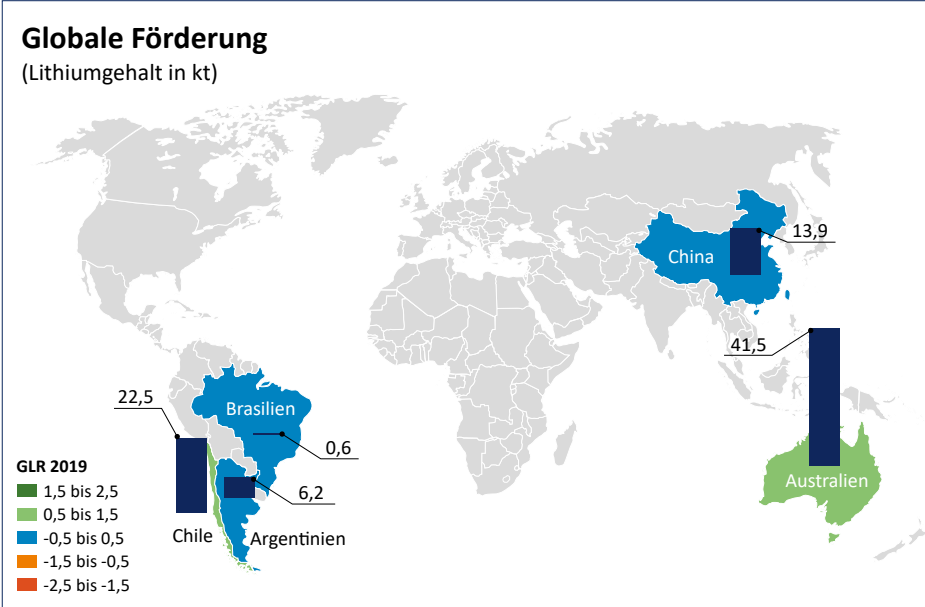 Globale Förderung
(Lithiumgehalt in kt)
13,9
China
41,5
22,5
Brasilien
0,6
6,2
Australien
Chile
Argentinien
GLR 2019
1,5 bis 2,5
0,5 bis 1,5
-0,5 bis 0,5
-1,5 bis -0,5
-2,5 bis -1,5